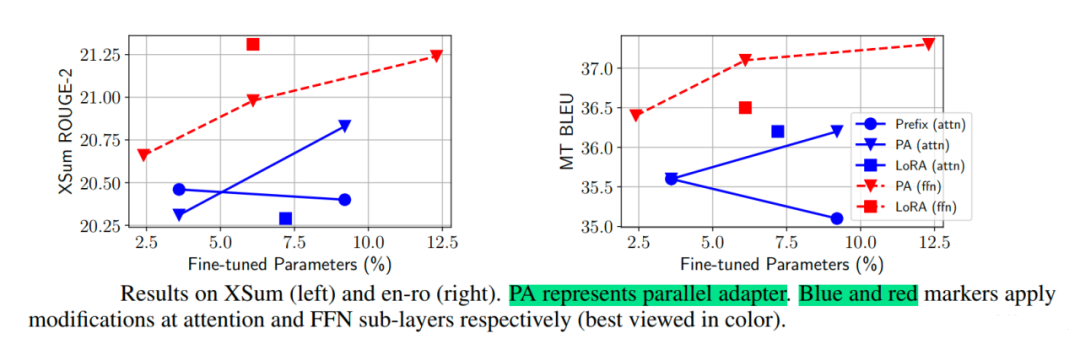 XSum ROUGE-2
21.25
21.00
20.75
20.50
20.25
2.5 5.0 7.5 10.0 12.5
Fine-tuned Parameters (%)
MT BLEU
37.0
36.5
36.0
35.5
35.0
2.5 5.0 7.5 10.0 12.5
Fine-tuned Parameters (%)
Prefix (attn)
PA (attn)
LoRA (attn)
PA (ffn)
LoRA (ffn)
Results on XSum (left) and en-ro (right). PA represents parallel adapter. Blue and red markers apply
modifications at attention and FFN sub-layers respectively (best viewed in color).